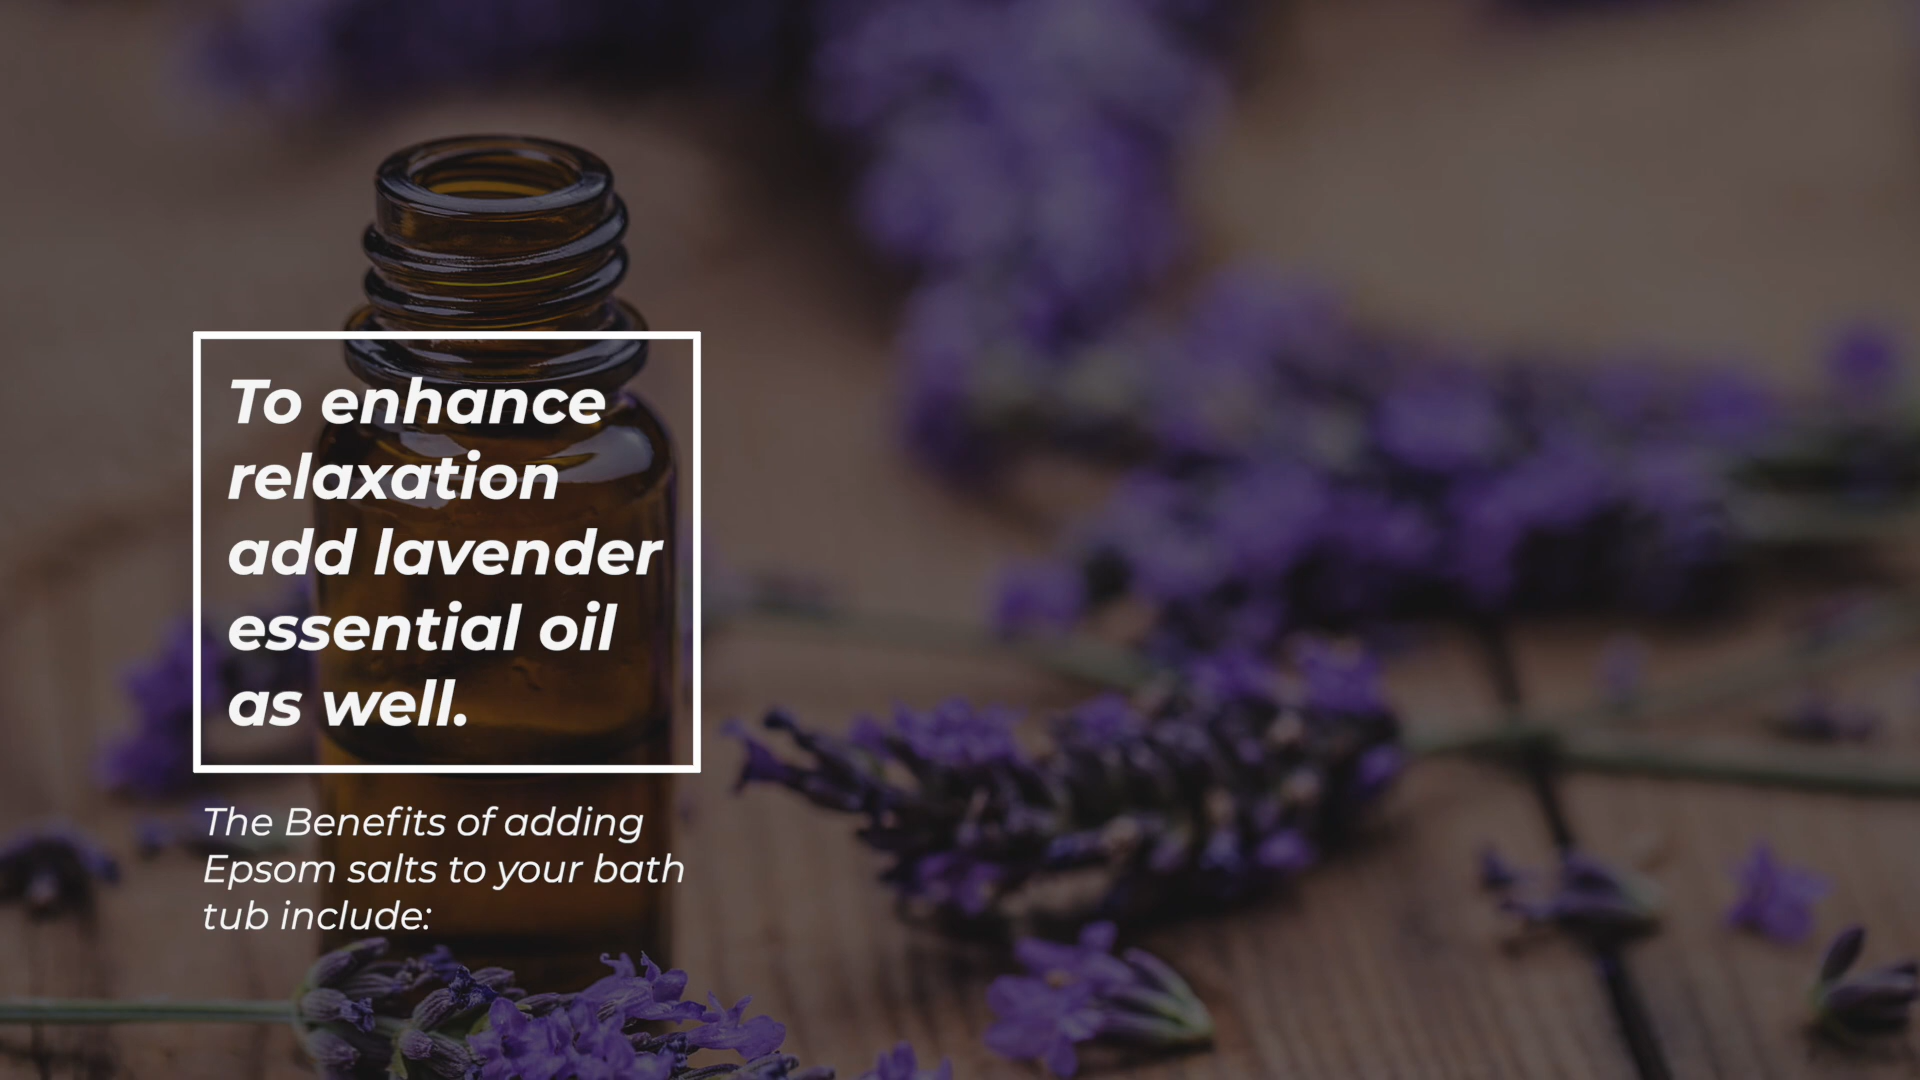 To enhance
relaxation
add lavender
essential oil
as well.
The Benefits of adding
Epsom salts to your bath
tub include: